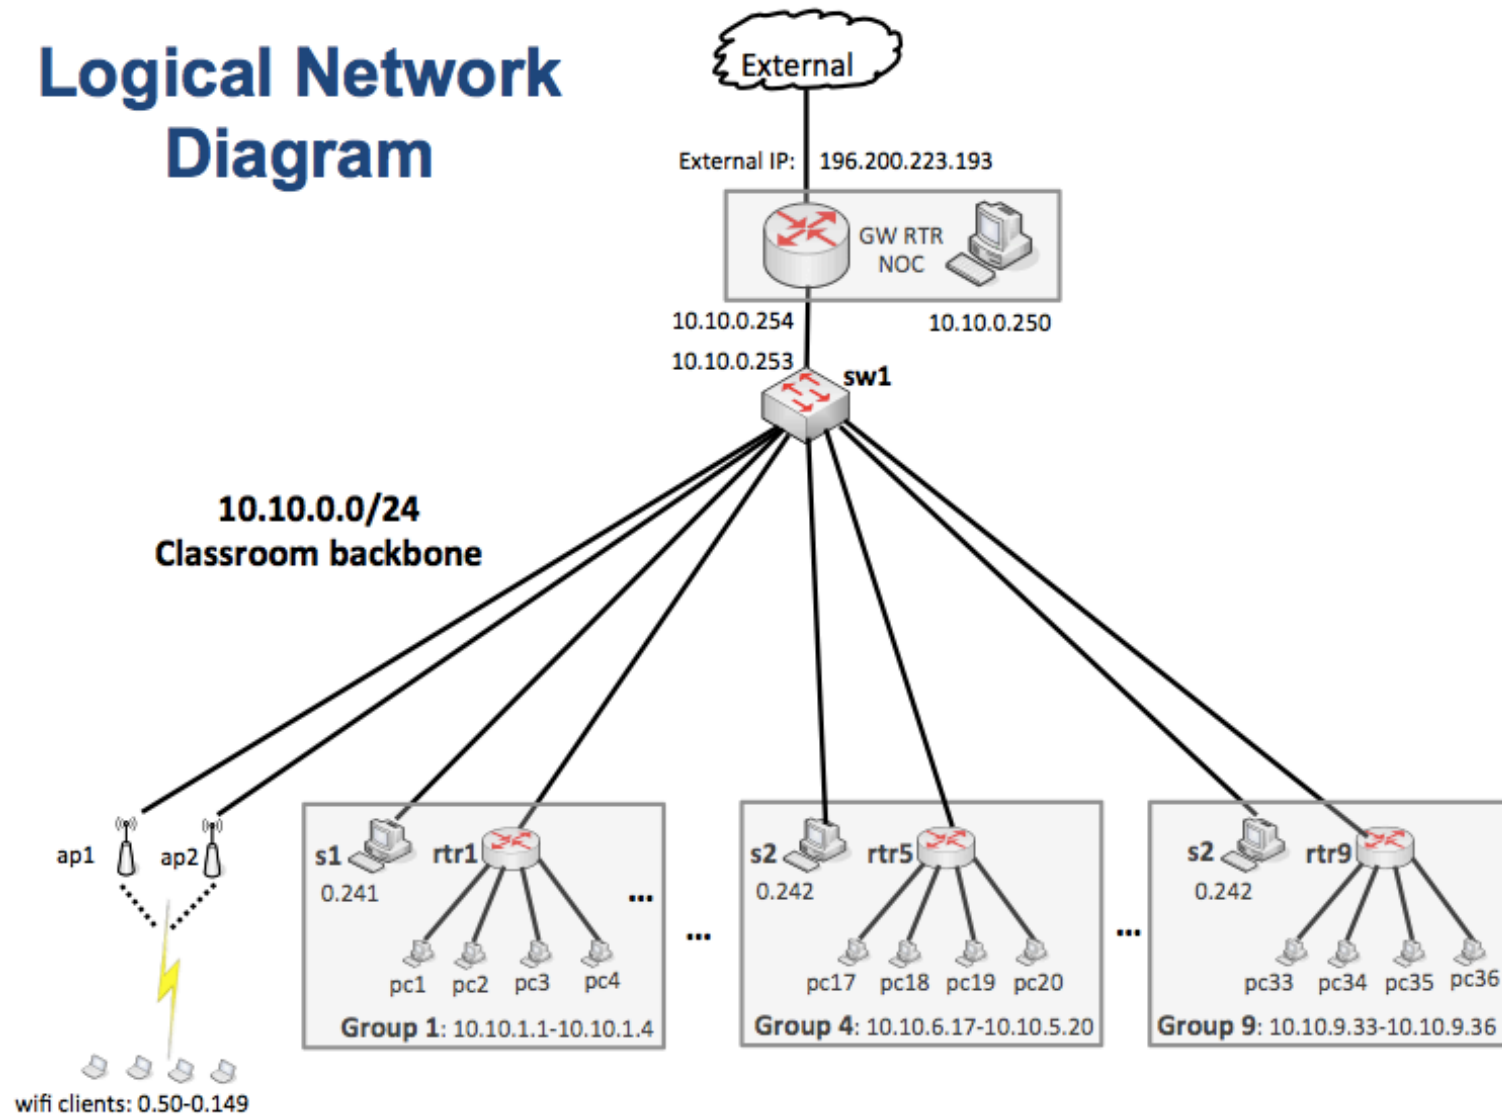 Logical Network
Diagram
External
External IP: 196.200.223.193
GW RTR
NOC
10.10.0.254
10.10.0.250
10.10.0.253
sw1
10.10.0.0/24
Classroom backbone
ap1
ap2
s1
0.241
rtr1
...
pc1 pc2 pc3 pc4
Group 1: 10.10.1.1-10.10.1.4
...
s2
0.242
rtr5
pc17 pc18 pc19 pc20
Group 4: 10.10.6.17-10.10.5.20
...
s2
0.242
rtr9
pc33 pc34 pc35 pc36
Group 9: 10.10.9.33-10.10.9.36
wifi clients: 0.50-0.149